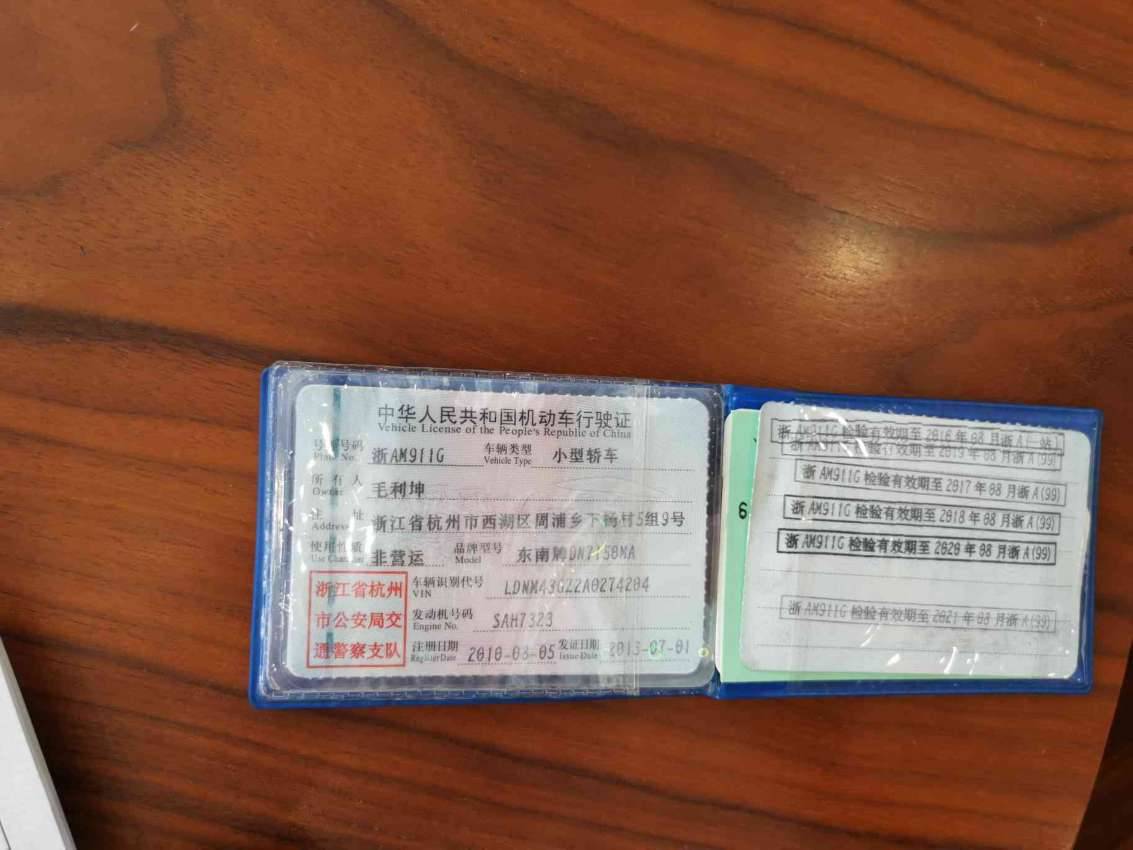 中华人民共和国机动车行驶证
Vehicle License of the People's Republic of China
号牌号码 浙AM911G 车辆类型 小型轿车
Plate No. Vehicle Type
所有人 毛利坤
Owner
住址 浙江省杭州市西湖区周浦乡下杨村5组9号
Address
使用性质 非营运 品牌型号 东南牌DN7150MA
Use Character Model
浙江省杭州
市公安局交
通警察支队
车辆识别代号
VIN
发动机号码 SAH7323
Engine No.
注册日期 2010-08-05 发证日期 2013-07-01
Register Date Issue Date
6
浙AM911G检验有效期至2016年08月浙A(一站)
浙AM911G检验有效期至2019年08月浙A(99)
浙AM911G检验有效期至2017年08月浙A(99)
浙AM911G检验有效期至2018年08月浙A(99)
浙AM911G检验有效期至2020年08月浙A(99)
浙AM911G检验有效期至2021年08月浙A(99)